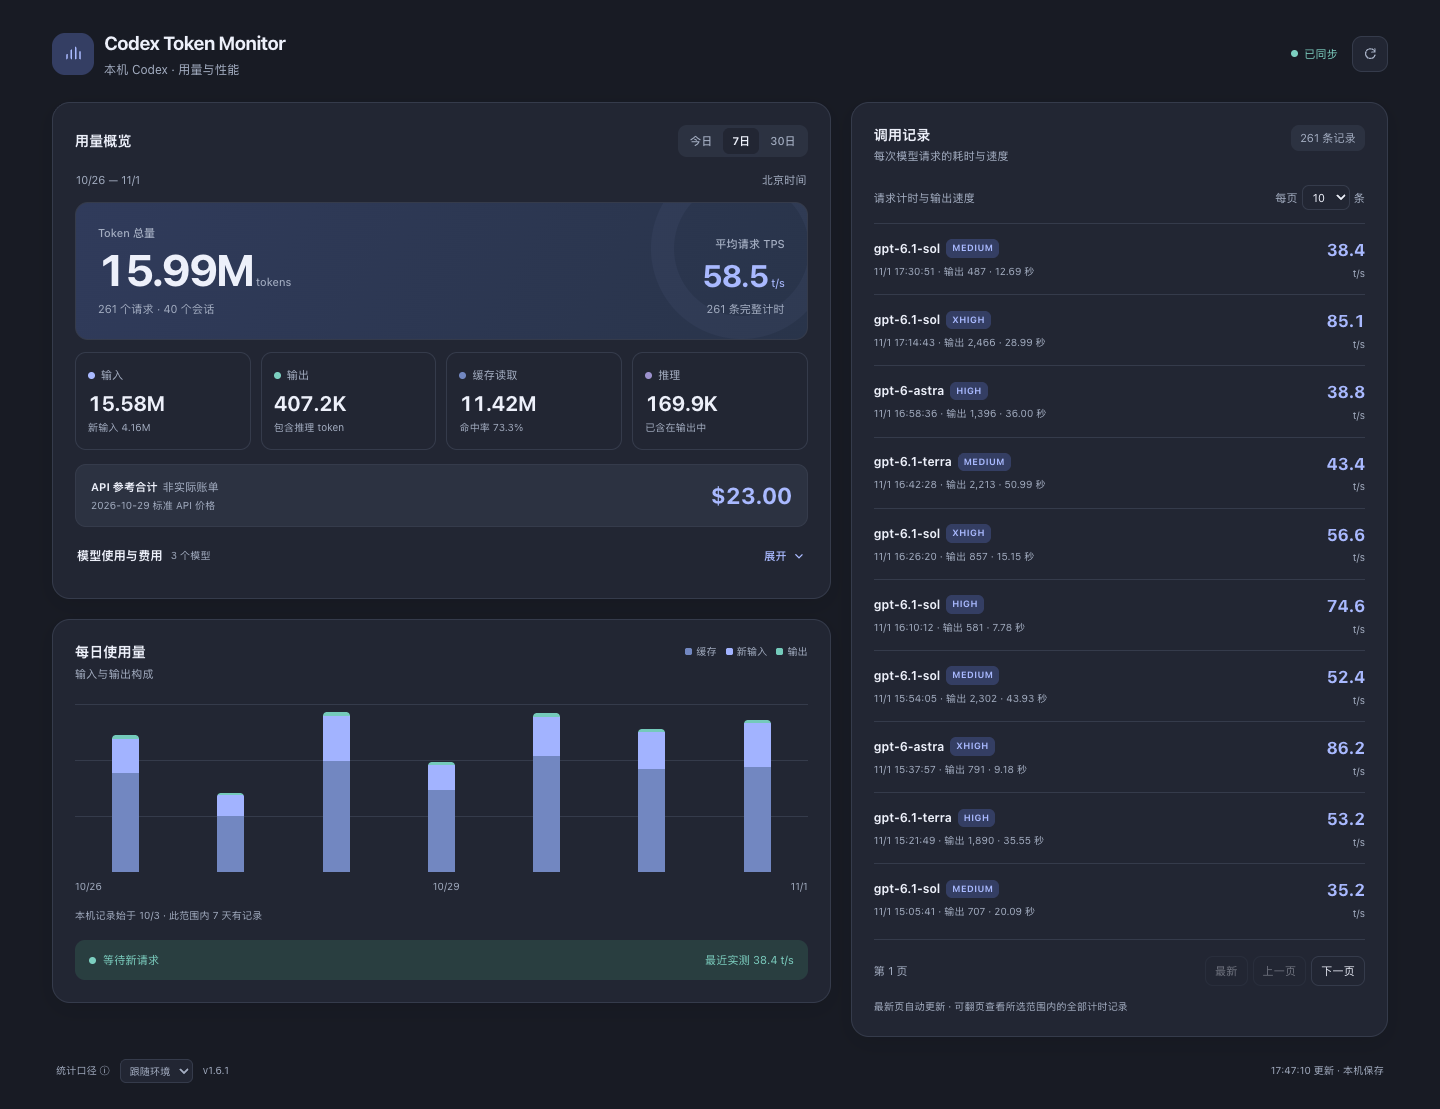 Codex Token Monitor
本机 Codex · 用量与性能
已同步
用量概览
今日 7日 30日
10/26 — 11/1
北京时间
Token 总量
15.99M tokens
261 个请求 · 40 个会话
平均请求 TPS
58.5 t/s
261 条完整计时
输入
15.58M
新输入 4.16M
输出
407.2K
包含推理 token
缓存读取
11.42M
命中率 73.3%
推理
169.9K
已含在输出中
API 参考合计 非实际账单
2026-10-29 标准 API 价格
$23.00
模型使用与费用 3 个模型
展开
每日使用量
输入与输出构成
缓存 新输入 输出
10/26 10/29 11/1
本机记录始于 10/3 · 此范围内 7 天有记录
等待新请求
最近实测 38.4 t/s
调用记录
每次模型请求的耗时与速度
261 条记录
请求计时与输出速度
每页 10 条
gpt-6.1-sol MEDIUM
11/1 17:30:51 · 输出 487 · 12.69 秒
38.4
t/s
gpt-6.1-sol XHIGH
11/1 17:14:43 · 输出 2,466 · 28.99 秒
85.1
t/s
gpt-6-astra HIGH
11/1 16:58:36 · 输出 1,396 · 36.00 秒
38.8
t/s
gpt-6.1-terra MEDIUM
11/1 16:42:28 · 输出 2,213 · 50.99 秒
43.4
t/s
gpt-6.1-sol XHIGH
11/1 16:26:20 · 输出 857 · 15.15 秒
56.6
t/s
gpt-6.1-sol HIGH
11/1 16:10:12 · 输出 581 · 7.78 秒
74.6
t/s
gpt-6.1-sol MEDIUM
11/1 15:54:05 · 输出 2,302 · 43.93 秒
52.4
t/s
gpt-6-astra XHIGH
11/1 15:37:57 · 输出 791 · 9.18 秒
86.2
t/s
gpt-6.1-terra HIGH
11/1 15:21:49 · 输出 1,890 · 35.55 秒
53.2
t/s
gpt-6.1-sol MEDIUM
11/1 15:05:41 · 输出 707 · 20.09 秒
35.2
t/s
第 1 页
最新 上一页 下一页
最新页自动更新 · 可翻页查看所选范围内的全部计时记录
统计口径 ⓘ 跟随环境 v1.6.1
17:47:10 更新 · 本机保存